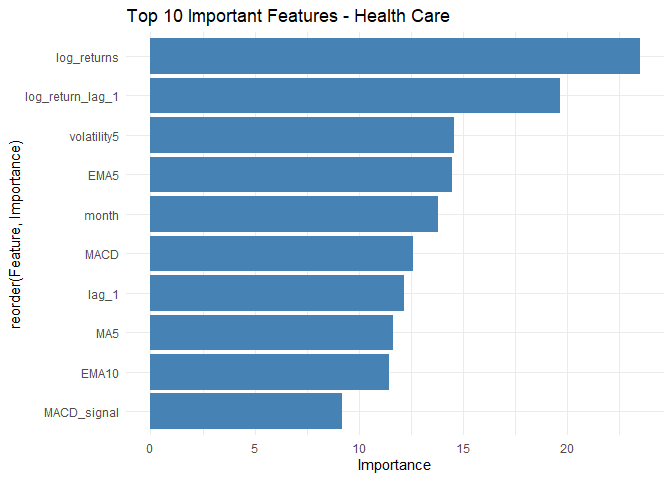 Top 10 Important Features - Health Care
reorder(Feature, Importance)
log_returns
log_return_lag_1
volatility5
EMA5
month
MACD
lag_1
MA5
EMA10
MACD_signal
0 5 10 15 20
Importance